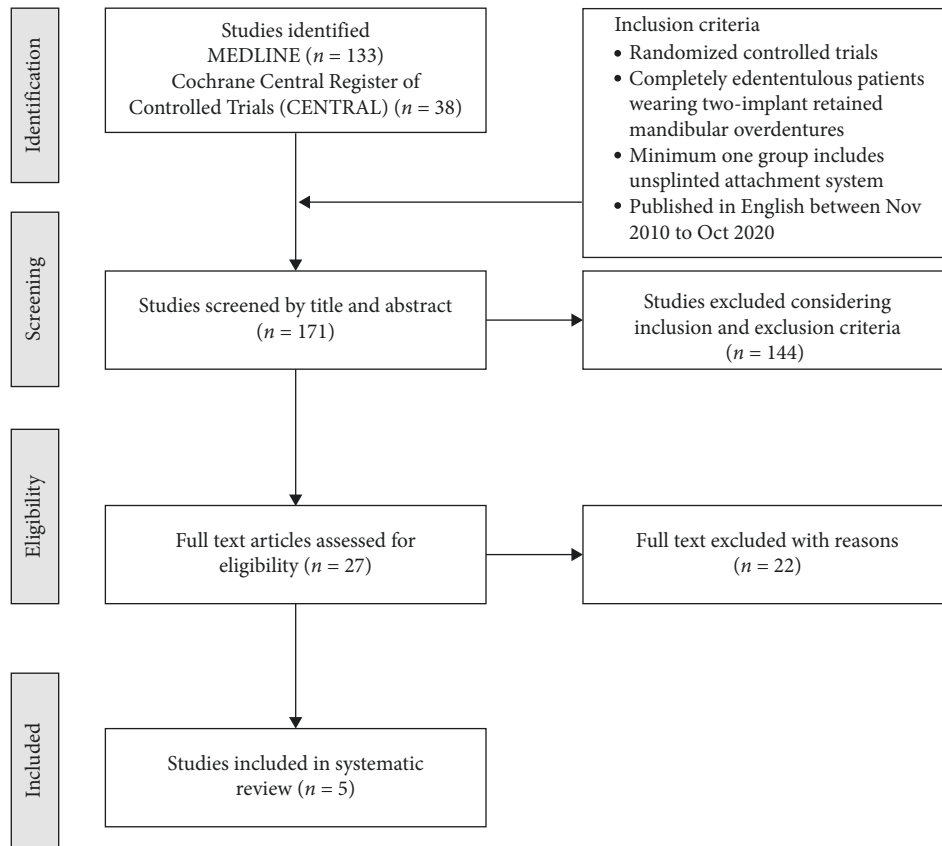 Identification
Studies identified
MEDLINE (n = 133)
Cochrane Central Register of
Controlled Trials (CENTRAL) (n = 38)
Inclusion criteria
• Randomized controlled trials
• Completely edententulous patients
wearing two-implant retained
mandibular overdentures
• Minimum one group includes
unsplinted attachment system
• Published in English between Nov
2010 to Oct 2020
Screening
Studies screened by title and abstract
(n = 171)
Studies excluded considering
inclusion and exclusion criteria
(n = 144)
Eligibility
Full text articles assessed for
eligibility (n = 27)
Full text excluded with reasons
(n = 22)
Included
Studies included in systematic
review (n = 5)